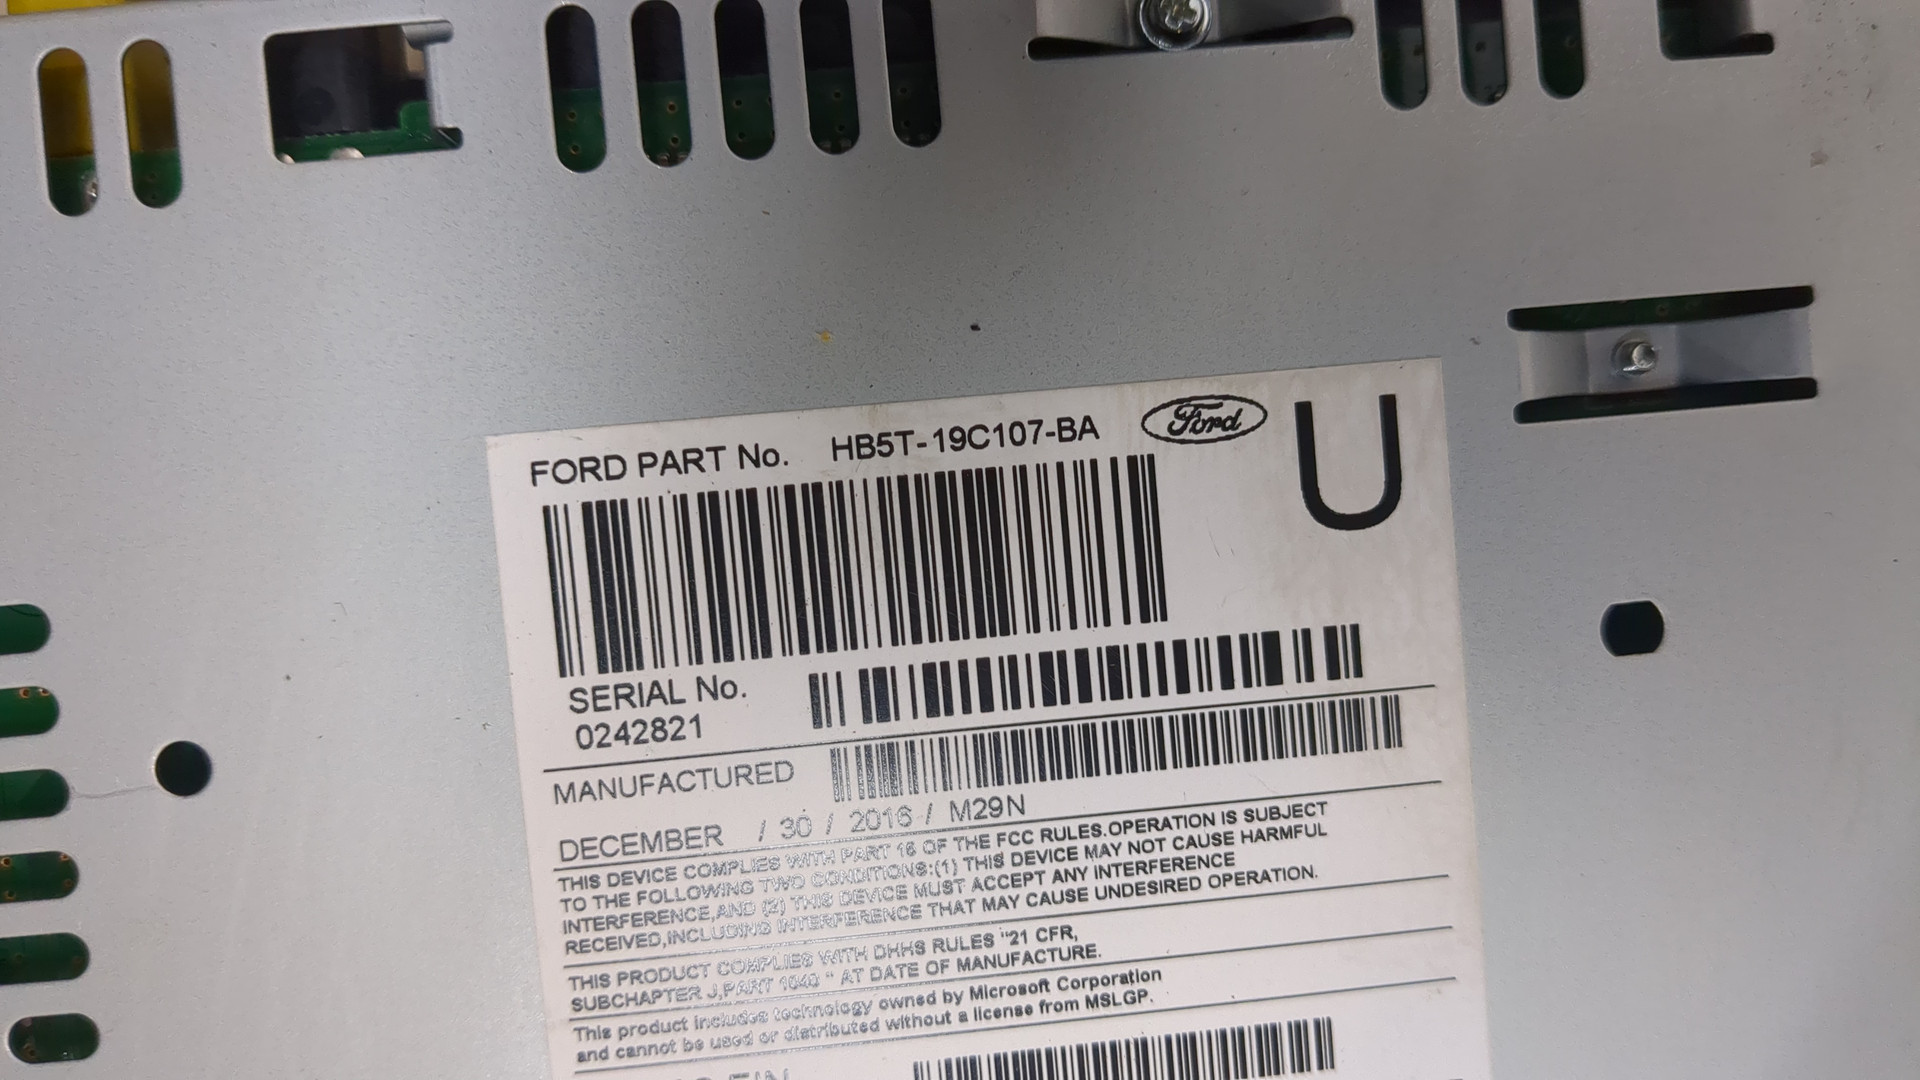 FORD PART No. HB5T-19C107-BA Ford U
SERIAL No.
0242821
MANUFACTURED
DECEMBER / 30 / 2016 / M29N
THIS DEVICE COMPLIES WITH PART 15 OF THE FCC RULES.OPERATION IS SUBJECT
TO THE FOLLOWING TWO CONDITIONS:(1) THIS DEVICE MAY NOT CAUSE HARMFUL
INTERFERENCE,AND (2) THIS DEVICE MUST ACCEPT ANY INTERFERENCE
RECEIVED,INCLUDING INTERFERENCE THAT MAY CAUSE UNDESIRED OPERATION.
THIS PRODUCT COMPLIES WITH DHHS RULES "21 CFR,
SUBCHAPTER J,PART 1040 " AT DATE OF MANUFACTURE.
This product includes technology owned by Microsoft Corporation
and cannot be used or distributed without a license from MSLGP.